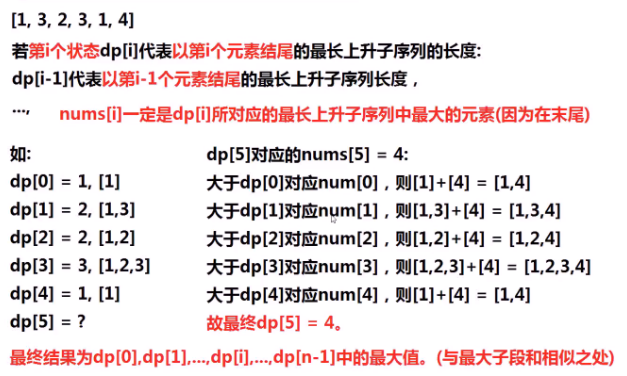 [1, 3, 2, 3, 1, 4]
若第i个状态dp[i]代表以第i个元素结尾的最长上升子序列的长度:
dp[i-1]代表以第i-1个元素结尾的最长上升子序列长度，
..., nums[i]一定是dp[i]所对应的最长上升子序列中最大的元素(因为在末尾)
如: dp[5]对应的nums[5] = 4:
dp[0] = 1, [1] 大于dp[0]对应num[0]，则[1]+[4] = [1,4]
dp[1] = 2, [1,3] 大于dp[1]对应num[1]，则[1,3]+[4] = [1,3,4]
dp[2] = 2, [1,2] 大于dp[2]对应num[2]，则[1,2]+[4] = [1,2,4]
dp[3] = 3, [1,2,3] 大于dp[3]对应num[3]，则[1,2,3]+[4] = [1,2,3,4]
dp[4] = 1, [1] 大于dp[4]对应num[4]，则[1]+[4] = [1,4]
dp[5] = ? 故最终dp[5] = 4。
最终结果为dp[0],dp[1],...,dp[i],...,dp[n-1]中的最大值。(与最大子段和相似之处)